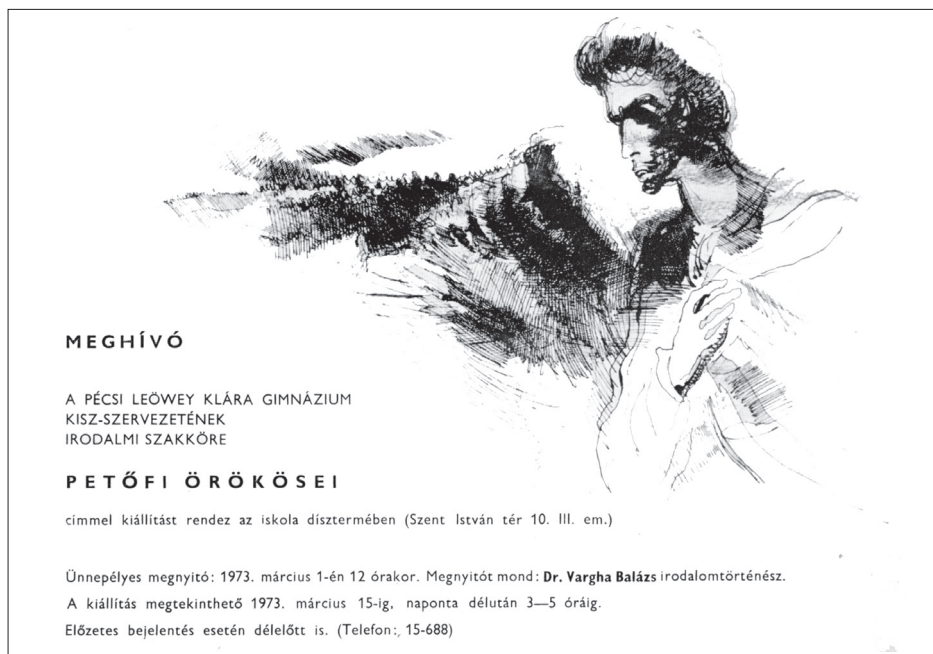 MEGHÍVÓ
A PÉCSI LEÖWEY KLÁRA GIMNÁZIUM
KISZ-SZERVEZETÉNEK
IRODALMI SZAKKÖRE
PETŐFI ÖRÖKÖSEI
címmel kiállítást rendez az iskola dísztermében (Szent István tér 10. III. em.)
Ünnepélyes megnyitó: 1973. március 1-én 12 órakor. Megnyitót mond: Dr. Vargha Balázs irodalomtörténész.
A kiállítás megtekinthető 1973. március 15-ig, naponta délután 3—5 óráig.
Előzetes bejelentés esetén délelőtt is. (Telefon: 15-688)